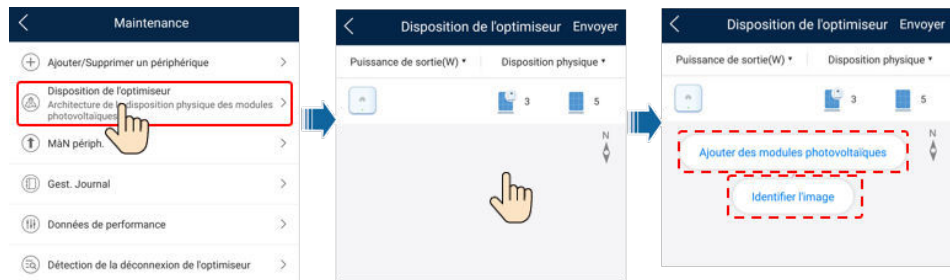 Maintenance
Ajouter/Supprimer un périphérique
Disposition de l'optimiseur
Architecture de la disposition physique des modules
photovoltaïques
MàN périph.
Gest. Journal
Données de performance
Détection de la déconnexion de l'optimiseur
Disposition de l'optimiseur Envoyer
Puissance de sortie(W) Disposition physique
3 5
N
Disposition de l'optimiseur Envoyer
Puissance de sortie(W) Disposition physique
3 5
N
Ajouter des modules photovoltaïques
Identifier l'image